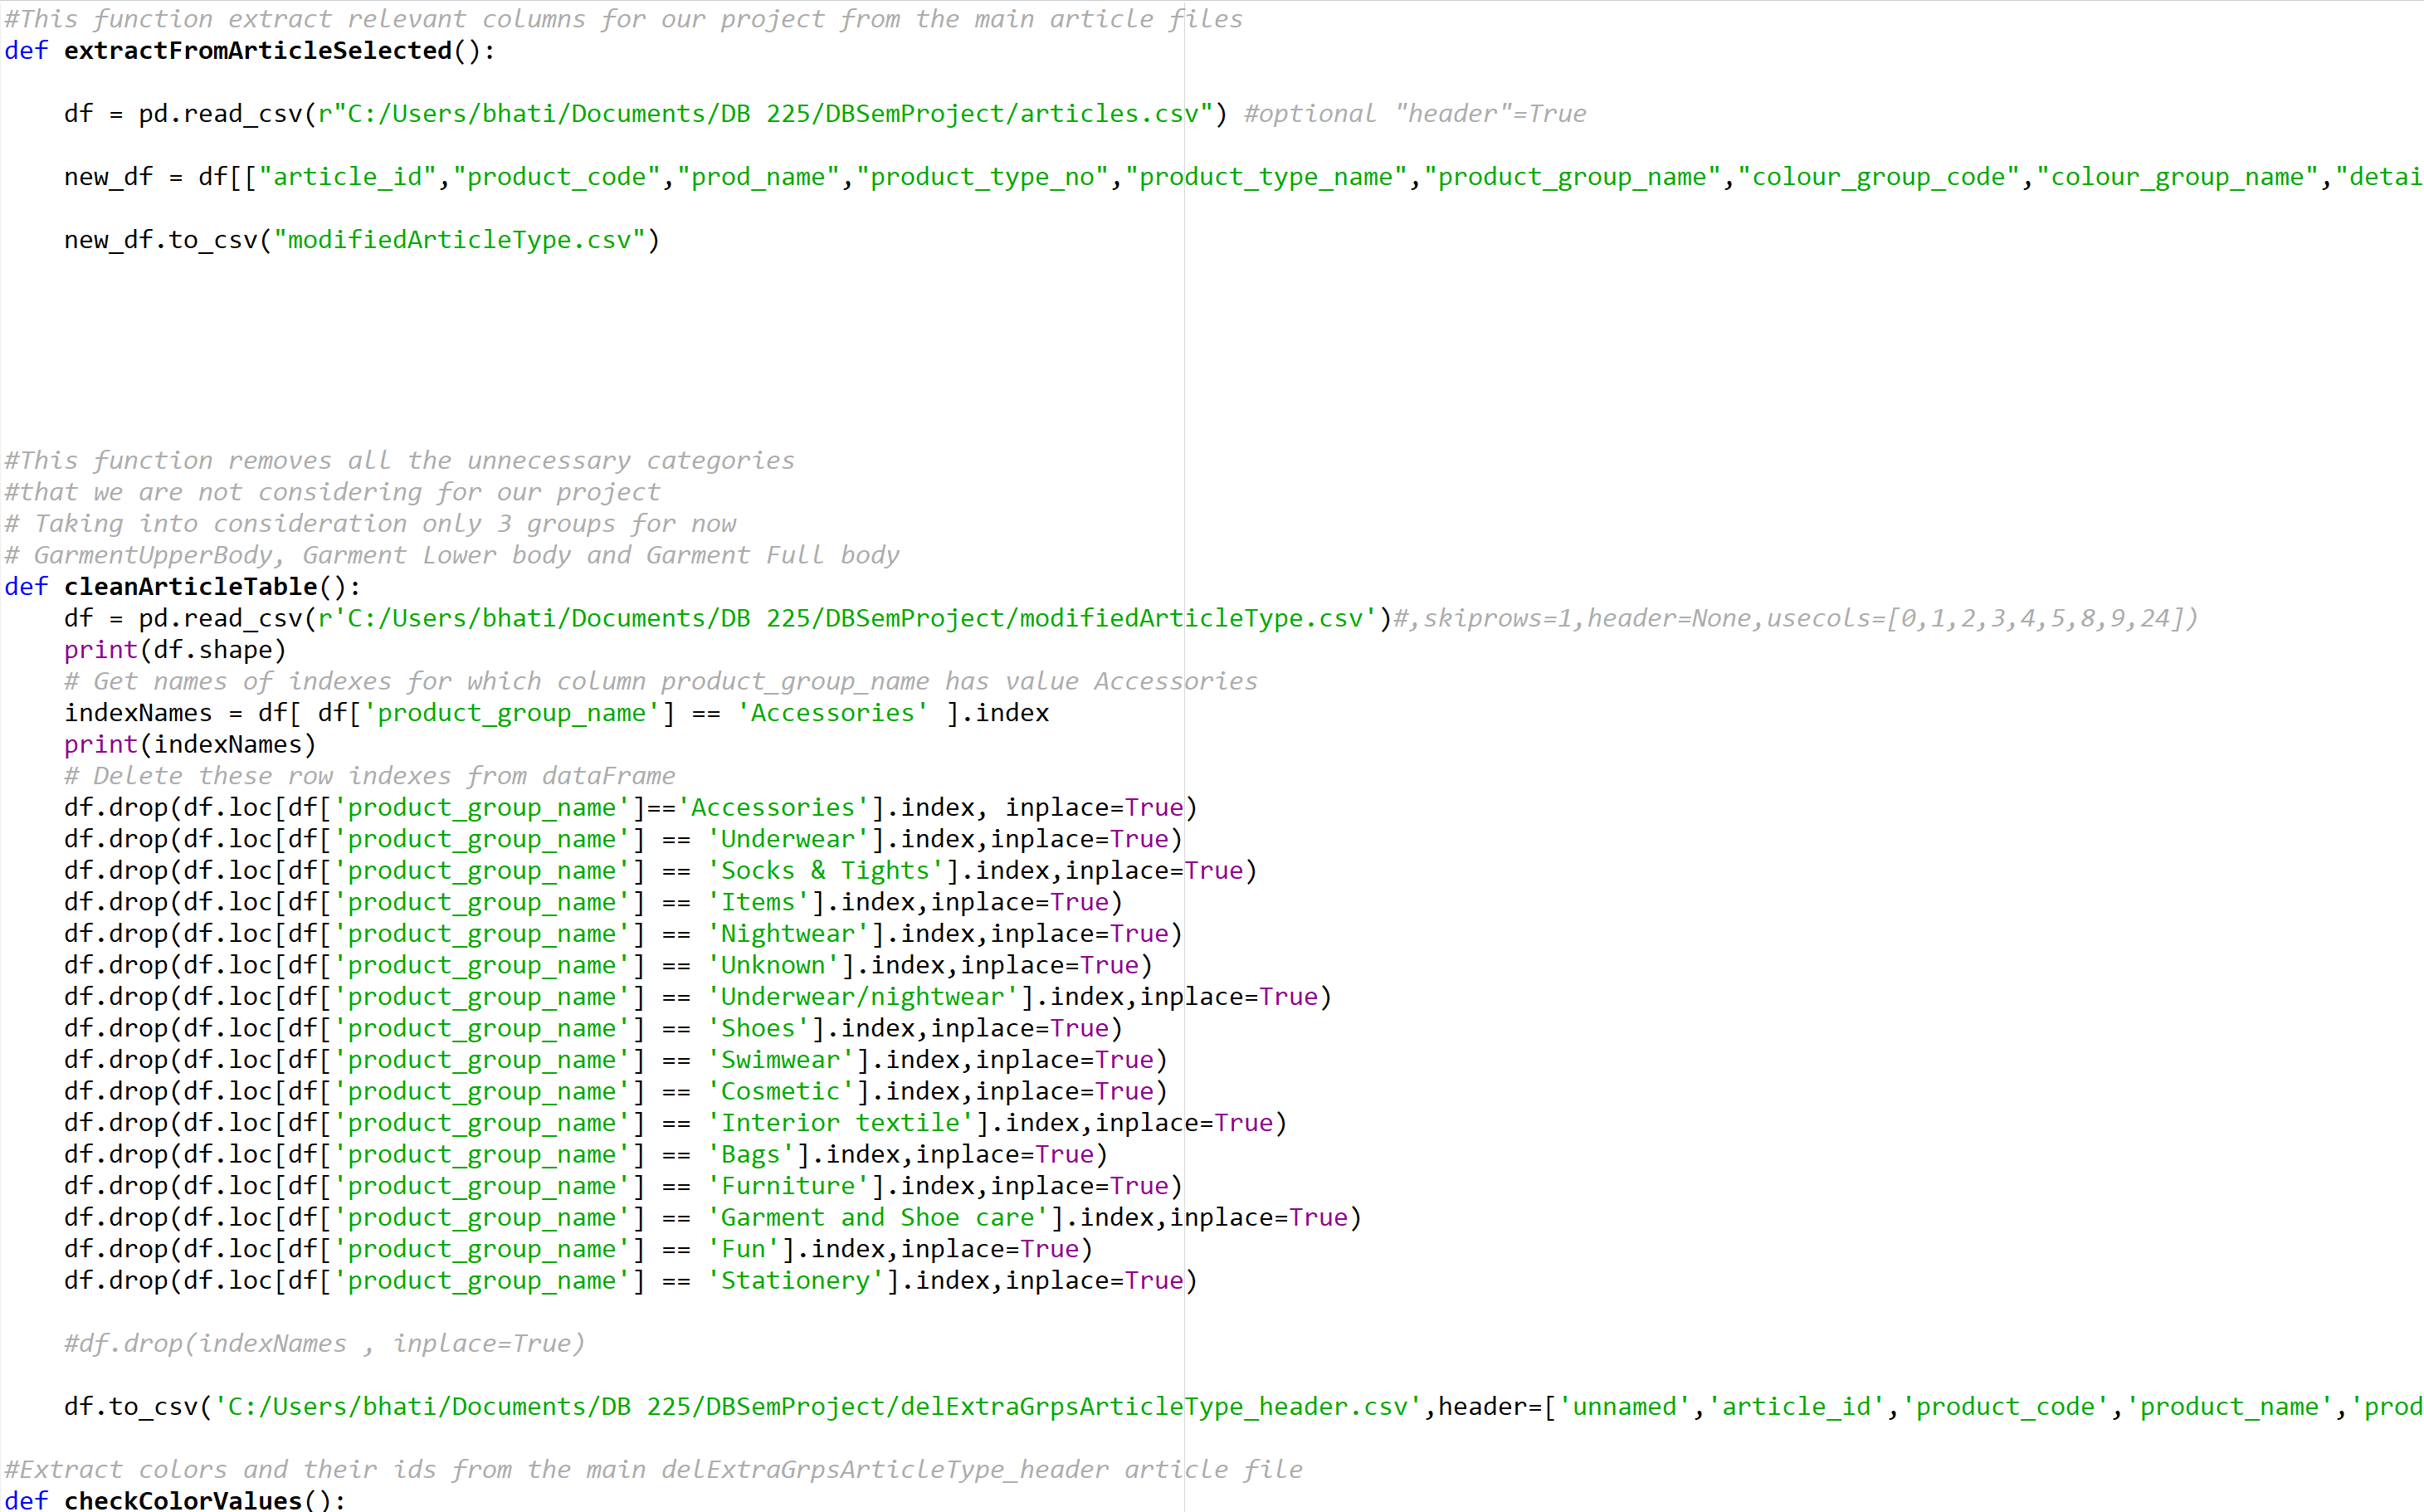 #This function extract relevant columns for our project from the main article files
def extractFromArticleSelected():
df = pd.read_csv(r"C:/Users/bhati/Documents/DB 225/DBSemProject/articles.csv") #optional "header"=True
new_df = df[["article_id","product_code","prod_name","product_type_no","product_type_name","product_group_name","colour_group_code","colour_group_name","detai
new_df.to_csv("modifiedArticleType.csv")
#This function removes all the unnecessary categories
#that we are not considering for our project
# Taking into consideration only 3 groups for now
# GarmentUpperBody, Garment Lower body and Garment Full body
def cleanArticleTable():
df = pd.read_csv(r'C:/Users/bhati/Documents/DB 225/DBSemProject/modifiedArticleType.csv')#,skiprows=1,header=None,usecols=[0,1,2,3,4,5,8,9,24])
print(df.shape)
# Get names of indexes for which column product_group_name has value Accessories
indexNames = df[ df['product_group_name'] == 'Accessories' ].index
print(indexNames)
# Delete these row indexes from dataFrame
df.drop(df.loc[df['product_group_name']=='Accessories'].index, inplace=True)
df.drop(df.loc[df['product_group_name'] == 'Underwear'].index,inplace=True)
df.drop(df.loc[df['product_group_name'] == 'Socks & Tights'].index,inplace=True)
df.drop(df.loc[df['product_group_name'] == 'Items'].index,inplace=True)
df.drop(df.loc[df['product_group_name'] == 'Nightwear'].index,inplace=True)
df.drop(df.loc[df['product_group_name'] == 'Unknown'].index,inplace=True)
df.drop(df.loc[df['product_group_name'] == 'Underwear/nightwear'].index,inplace=True)
df.drop(df.loc[df['product_group_name'] == 'Shoes'].index,inplace=True)
df.drop(df.loc[df['product_group_name'] == 'Swimwear'].index,inplace=True)
df.drop(df.loc[df['product_group_name'] == 'Cosmetic'].index,inplace=True)
df.drop(df.loc[df['product_group_name'] == 'Interior textile'].index,inplace=True)
df.drop(df.loc[df['product_group_name'] == 'Bags'].index,inplace=True)
df.drop(df.loc[df['product_group_name'] == 'Furniture'].index,inplace=True)
df.drop(df.loc[df['product_group_name'] == 'Garment and Shoe care'].index,inplace=True)
df.drop(df.loc[df['product_group_name'] == 'Fun'].index,inplace=True)
df.drop(df.loc[df['product_group_name'] == 'Stationery'].index,inplace=True)
#df.drop(indexNames , inplace=True)
df.to_csv('C:/Users/bhati/Documents/DB 225/DBSemProject/delExtraGrpsArticleType_header.csv',header=['unnamed','article_id','product_code','product_name','prod
#Extract colors and their ids from the main delExtraGrpsArticleType_header article file
def checkColorValues():